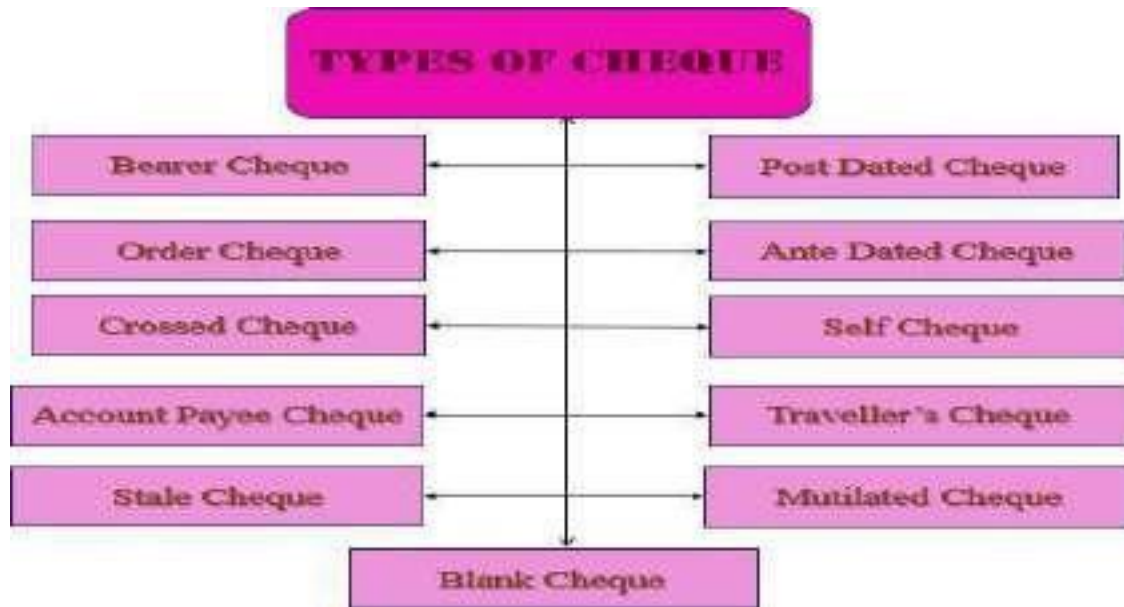 TYPES OF CHEQUE
Bearer Cheque
Post Dated Cheque
Order Cheque
Ante Dated Cheque
Crossed Cheque
Self Cheque
Account Payee Cheque
Traveller's Cheque
Stale Cheque
Mutilated Cheque
Blank Cheque